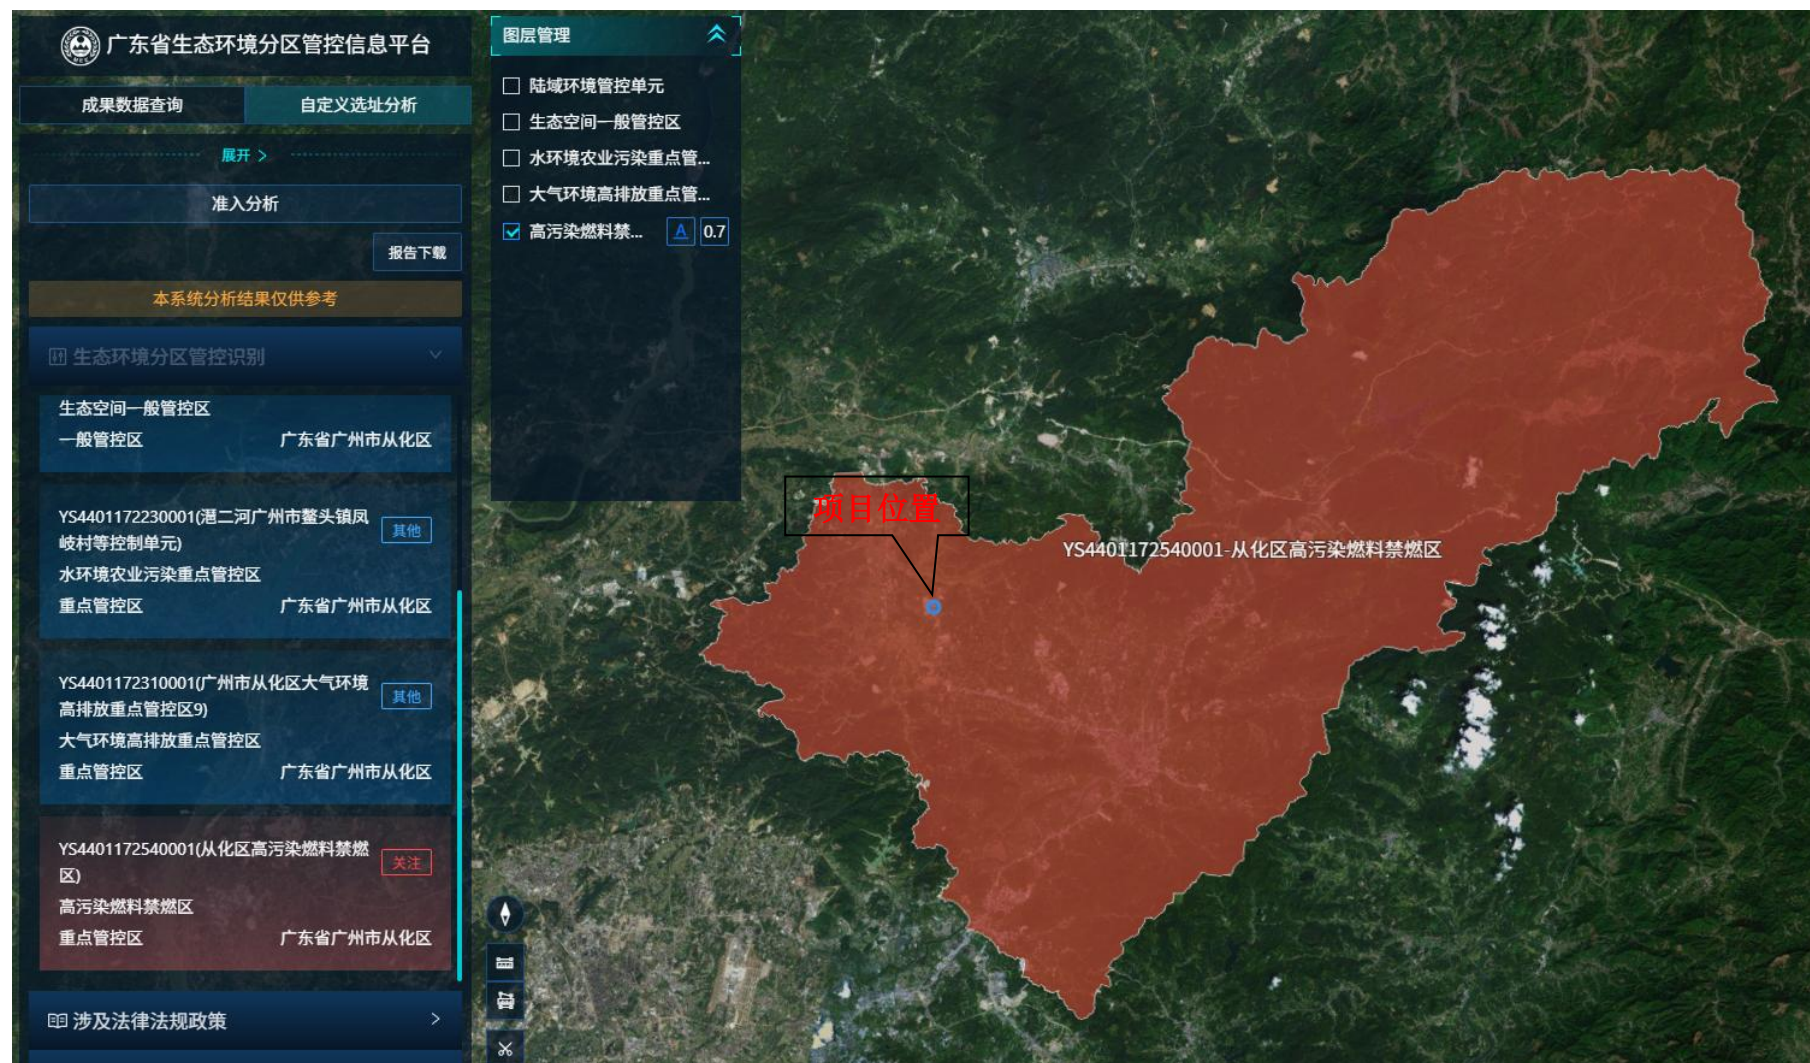 广东省生态环境分区管控信息平台
成果数据查询
自定义选址分析
展开 >
准入分析
报告下载
本系统分析结果仅供参考
生态环境分区管控识别
生态空间一般管控区
一般管控区 广东省广州市从化区
YS4401172230001(潖二河广州市鳌头镇凤
岐村等控制单元)
其他
水环境农业污染重点管控区
重点管控区 广东省广州市从化区
YS4401172310001(广州市从化区大气环境
高排放重点管控区9)
其他
大气环境高排放重点管控区
重点管控区 广东省广州市从化区
YS4401172540001(从化区高污染燃料禁燃
区)
关注
高污染燃料禁燃区
重点管控区 广东省广州市从化区
涉及法律法规政策 >
图层管理
陆域环境管控单元
生态空间一般管控区
水环境农业污染重点管...
大气环境高排放重点管...
高污染燃料禁... A 0.7
项目位置
YS4401172540001-从化区高污染燃料禁燃区